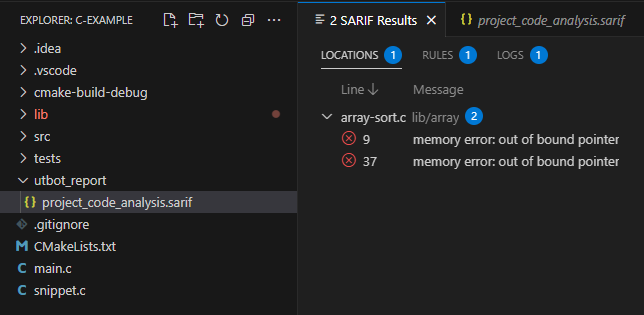 EXPLORER: C-EXAMPLE
.idea
.vscode
cmake-build-debug
lib
src
tests
utbot_report
{} project_code_analysis.sarif
.gitignore
M CMakeLists.txt
C main.c
C snippet.c
2 SARIF Results
project_code_analysis.sarif
LOCATIONS 1 RULES 1 LOGS 1
Line Message
array-sort.c lib/array 2
9 memory error: out of bound pointer
37 memory error: out of bound pointer